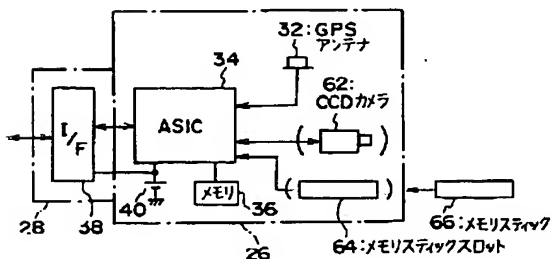 32:GPS
アンテナ
34
62:
CCDカメラ
I/F
ASIC
40
メモリ
36
28
38
26
64:メモリスティックスロット
66:メモリスティック